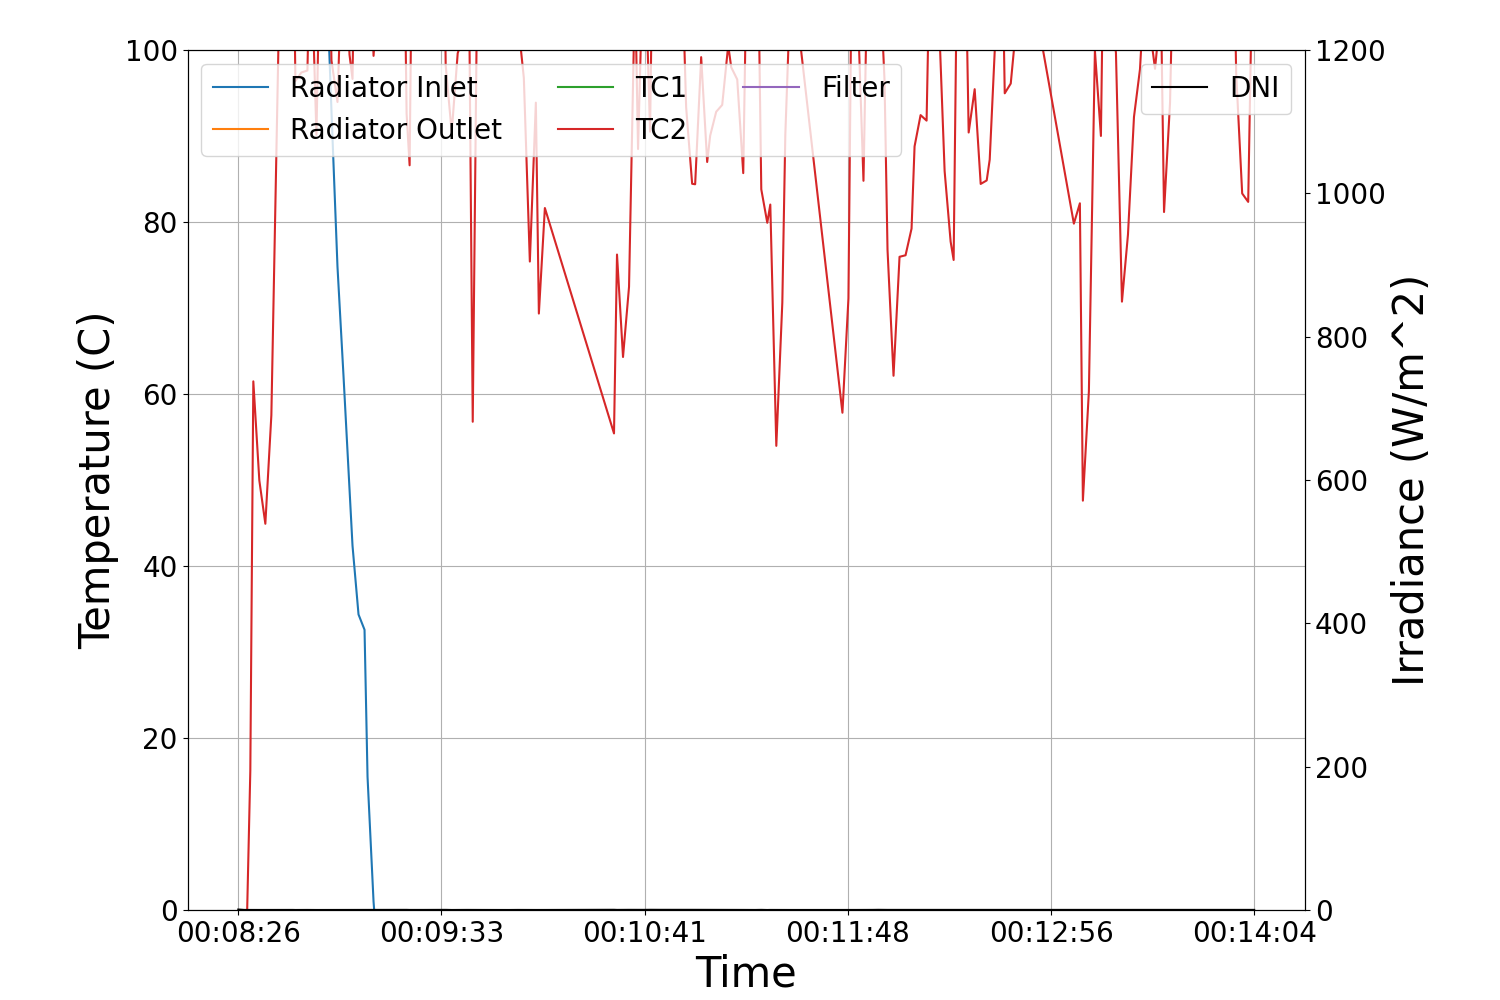 100
80
60
40
20
0
Temperature (C)
Radiator Inlet
Radiator Outlet
TC1
TC2
Filter
DNI
1200
1000
800
600
400
200
0
Irradiance (W/m^2)
00:08:26 00:09:33 00:10:41 00:11:48 00:12:56 00:14:04
Time